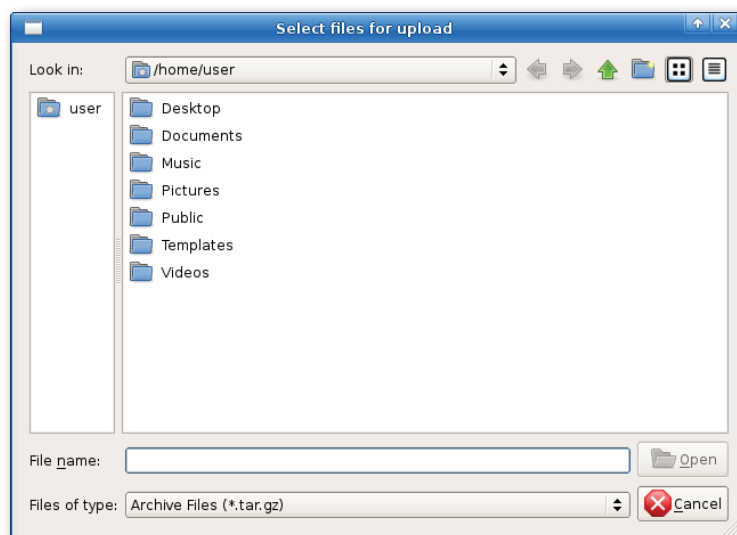 Select files for upload
Look in: /home/user
user
Desktop
Documents
Music
Pictures
Public
Templates
Videos
File name: Open
Files of type: Archive Files (*.tar.gz) Cancel